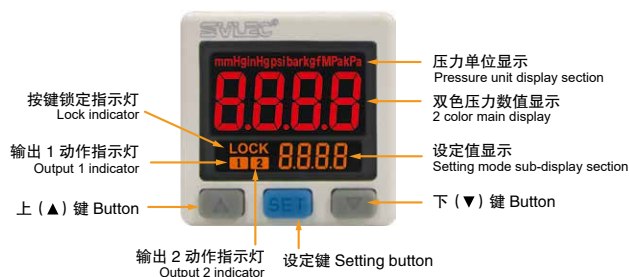 SVLEC®
mmHginHgpsibarkgfMPakPa
8.8.8.8
LOCK
1 2 8.8.8.8
SET
压力单位显示
Pressure unit display section
双色压力数值显示
2 color main display
设定值显示
Setting mode sub-display section
下（▼）键 Button
设定键 Setting button
输出 2 动作指示灯
Output 2 indicator
上（▲）键 Button
输出 1 动作指示灯
Output 1 indicator
按键锁定指示灯
Lock indicator